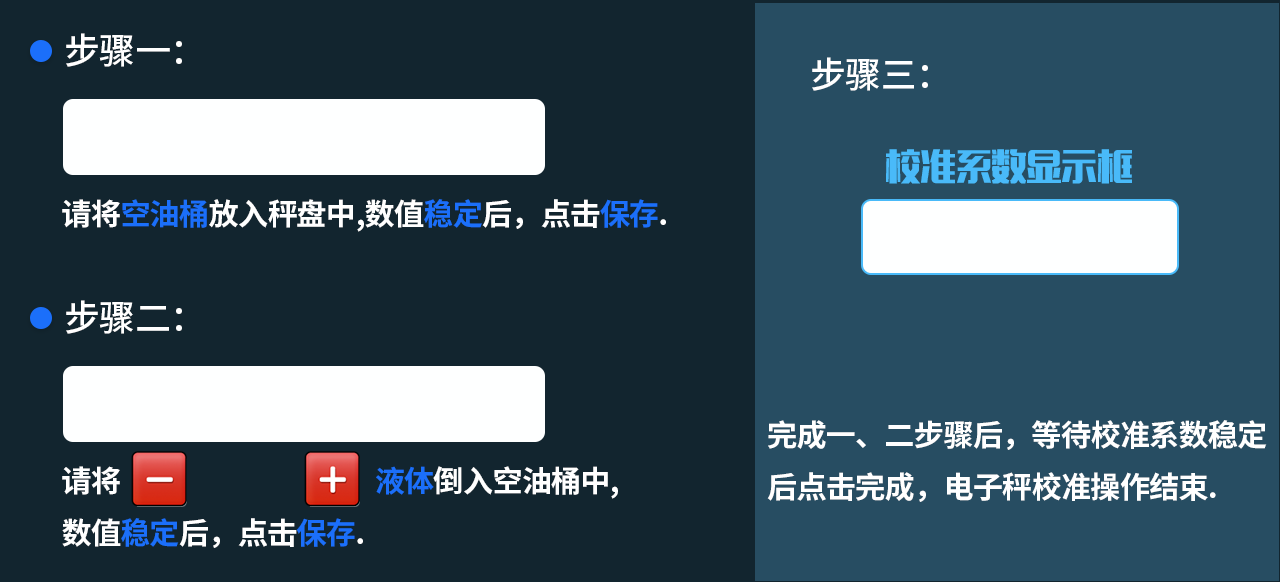 步骤一：
请将空油桶放入秤盘中,数值稳定后，点击保存.
步骤二：
请将 − + 液体倒入空油桶中，
数值稳定后，点击保存.
步骤三：
校准系数显示框
完成一、二步骤后，等待校准系数稳定
后点击完成，电子秤校准操作结束.